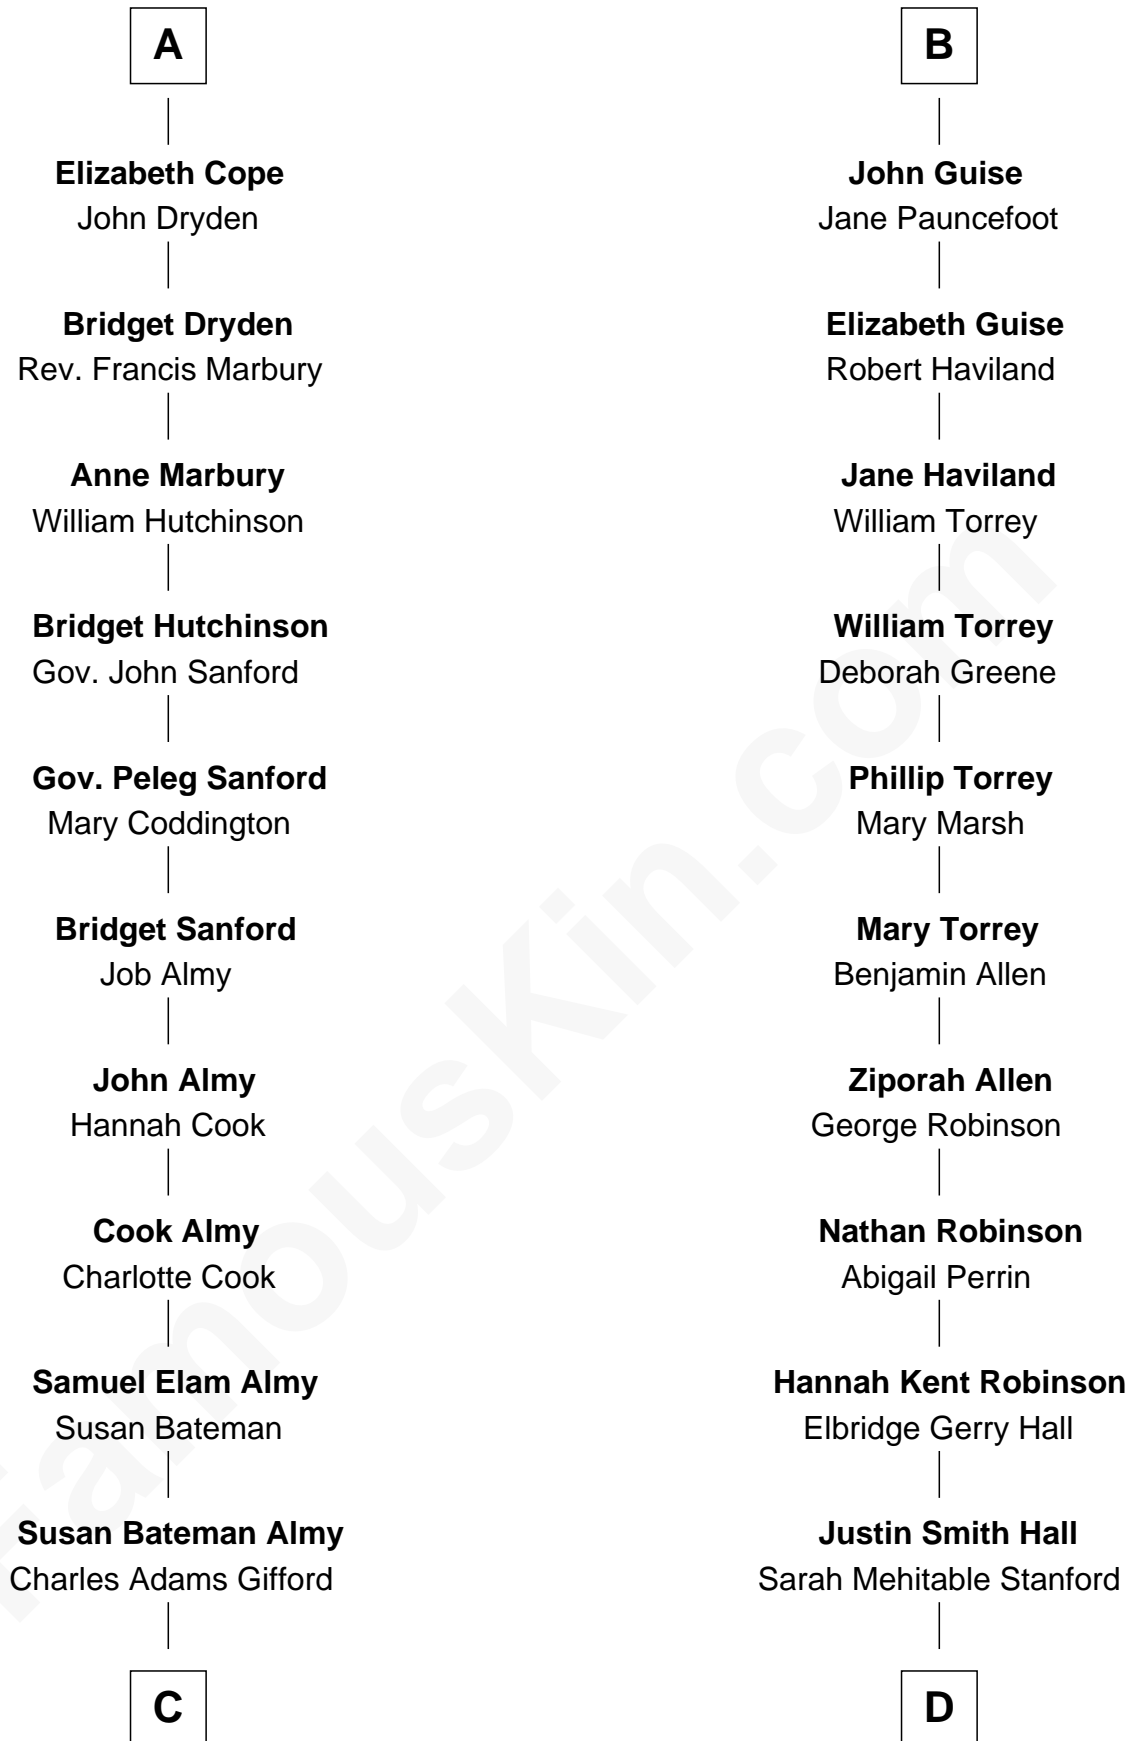 A
Elizabeth Cope
John Dryden
Bridget Dryden
Rev. Francis Marbury
Anne Marbury
William Hutchinson
Bridget Hutchinson
Gov. John Sanford
Gov. Peleg Sanford
Mary Coddington
Bridget Sanford
Job Almy
John Almy
Hannah Cook
Cook Almy
Charlotte Cook
Samuel Elam Almy
Susan Bateman
Susan Bateman Almy
Charles Adams Gifford
C
B
John Guise
Jane Pauncefoot
Elizabeth Guise
Robert Haviland
Jane Haviland
William Torrey
William Torrey
Deborah Greene
Phillip Torrey
Mary Marsh
Mary Torrey
Benjamin Allen
Ziporah Allen
George Robinson
Nathan Robinson
Abigail Perrin
Hannah Kent Robinson
Elbridge Gerry Hall
Justin Smith Hall
Sarah Mehitable Stanford
D
FamousKin.com